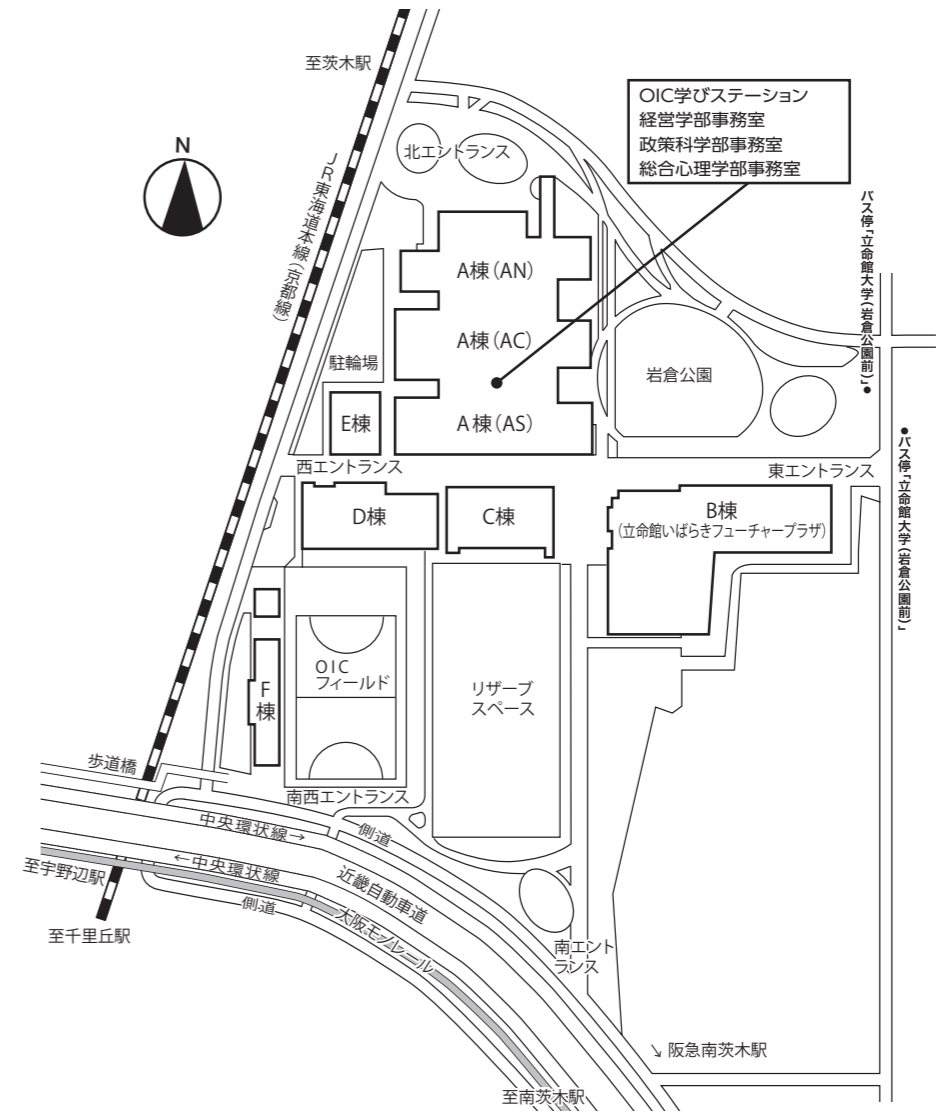 至茨木駅
OIC学びステーション
経営学部事務室
政策科学部事務室
総合心理学部事務室
N
北エントランス
JR東海道本線(京都線)
バス停「立命館大学(岩倉公園前)」●
A棟(AN)
A棟(AC)
駐輪場
岩倉公園
E棟
A棟(AS)
西エントランス
東エントランス
●バス停「立命館大学(岩倉公園前)」
D棟
C棟
B棟
(立命館いばらきフューチャープラザ)
OIC
フィールド
リザーブ
スペース
F
棟
歩道橋
南西エントランス
中央環状線→
側道
←中央環状線
至宇野辺駅
近畿自動車道
側道
大阪モノレール
至千里丘駅
南エント
ランス
↘ 阪急南茨木駅
至南茨木駅